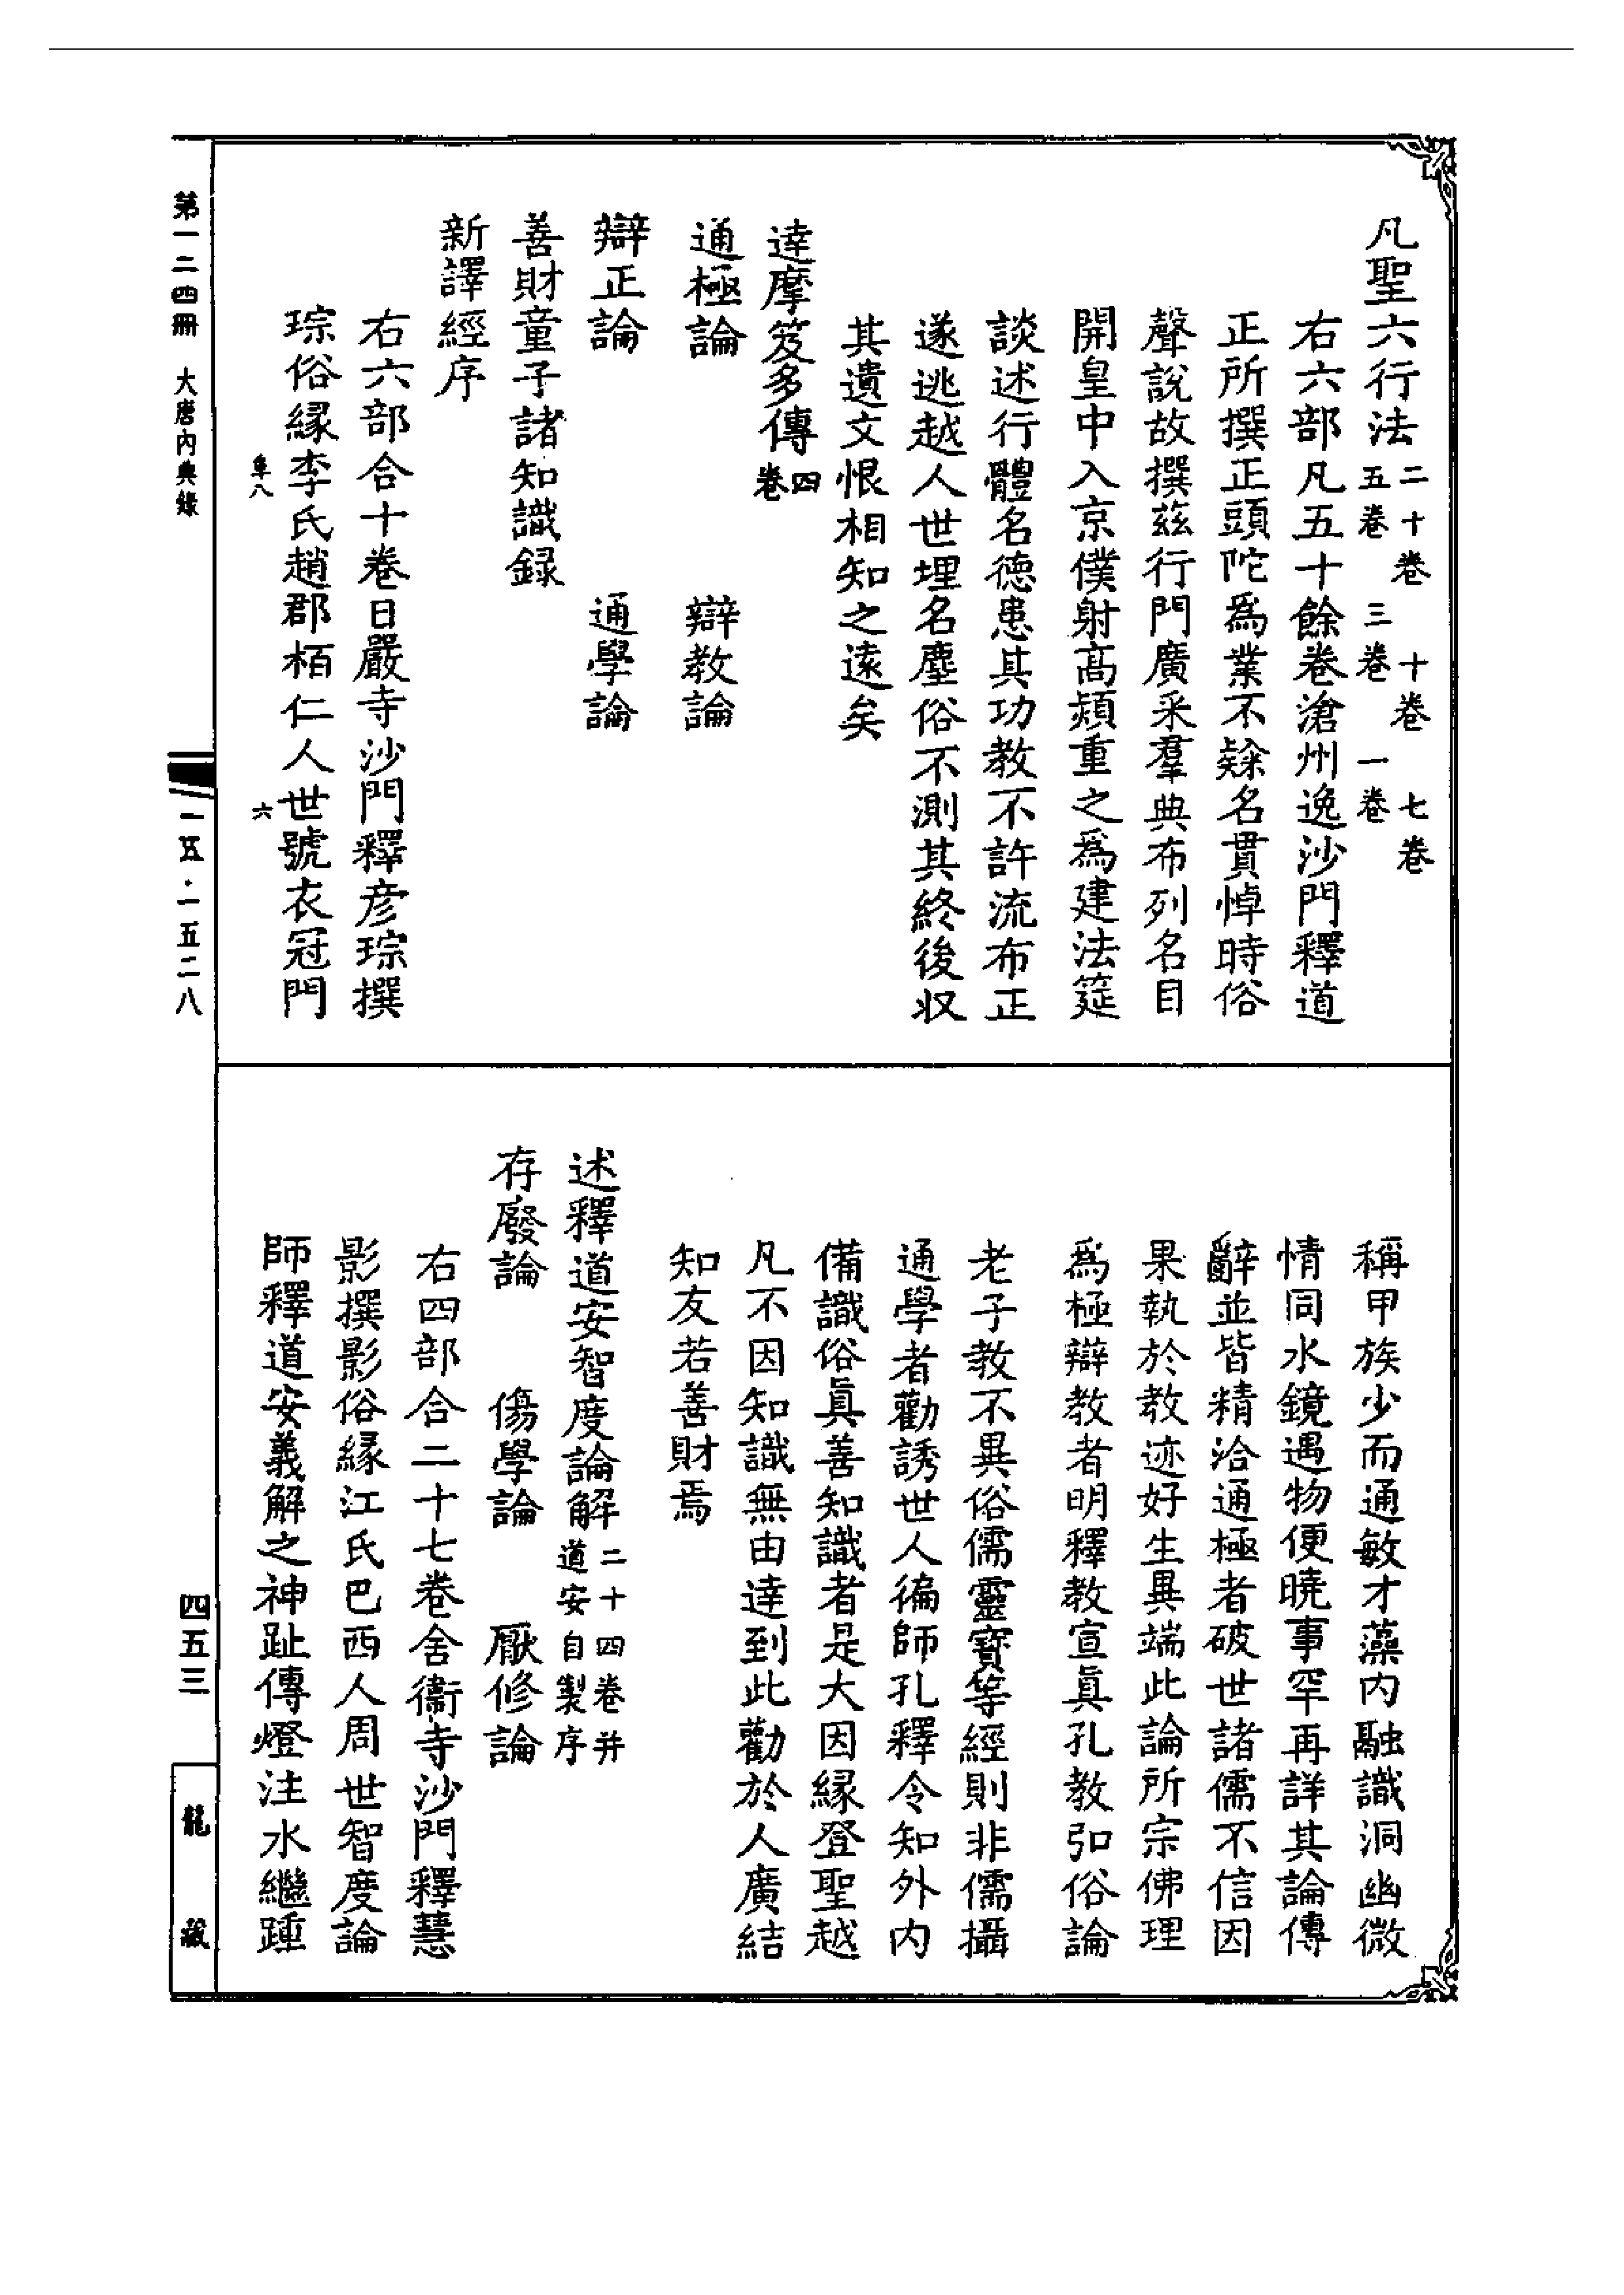 凡聖六行法 二十卷 十卷 七卷 五卷 三卷 一卷
右六部凡五十餘卷滄州逸沙門釋道
正所撰正頭陀爲業不緣名貫悼時俗
聲說故撰茲行門廣采羣典布列名目
開皇中入京僕射高熲重之爲建法筵
談述行體名德患其功教不許流布正
遂逃越人世埋名塵俗不測其終後収
其遺文恨相知之遠矣
達摩笈多傳四卷
通極論 辯教論
辯正論 通學論
善財童子諸知識録
新譯經序
右六部合十卷日嚴寺沙門釋彦琮撰
琮俗緣李氏趙郡栢仁人世號衣冠門
稱甲族少而通敏才藻内融識洞幽微
情同水鏡遇物便曉事罕再詳其論傳
辭並皆精洽通極者破世諸儒不信因
果執於教迹好生異端此論所宗佛理
爲極辯教者明釋教宣眞孔教弘俗論
老子教不異俗儒靈寶等經則非儒攝
通學者勸誘世人徧師孔釋令知外内
備識俗眞善知識者是大因緣登聖越
凡不因知識無由達到此勸於人廣結
知友若善財焉
述釋道安智度論解 二十四卷并道安自製序
存廢論 傷學論 厭修論
右四部合二十七卷舍衞寺沙門釋慧
影撰影俗緣江氏巴西人周世智度論
師釋道安義解之神趾傳燈注水繼踵
第一二四冊 大唐内典錄
一五五·一五二八
四五三
龍藏